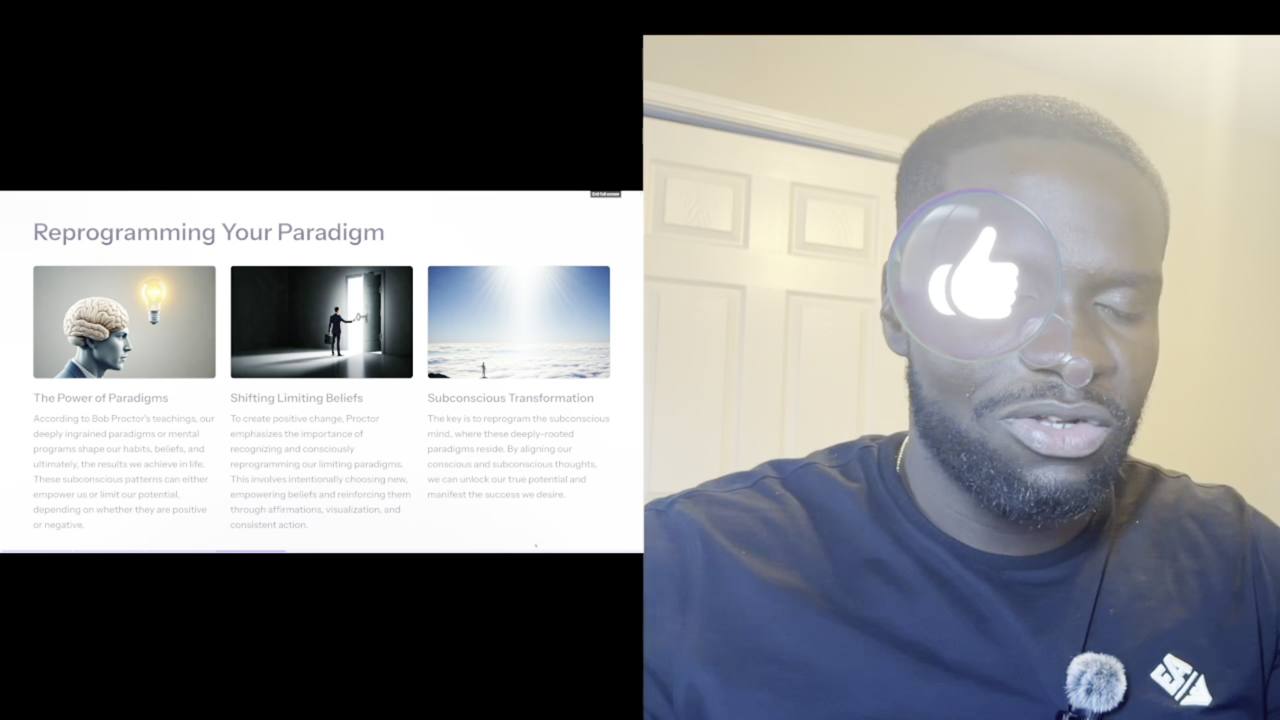 Exit full screen
Reprogramming Your Paradigm
The Power of Paradigms
According to Bob Proctor's teachings, our
deeply ingrained paradigms or mental
programs shape our habits, beliefs, and
ultimately, the results we achieve in life.
These subconscious patterns can either
empower us or limit our potential,
depending on whether they are positive
or negative.
Shifting Limiting Beliefs
To create positive change, Proctor
emphasizes the importance of
recognizing and consciously
reprogramming our limiting paradigms.
This involves intentionally choosing new,
empowering beliefs and reinforcing them
through affirmations, visualization, and
consistent action.
Subconscious Transformation
The key is to reprogram the subconscious
mind, where these deeply-rooted
paradigms reside. By aligning our
conscious and subconscious thoughts,
we can unlock our true potential and
manifest the success we desire.